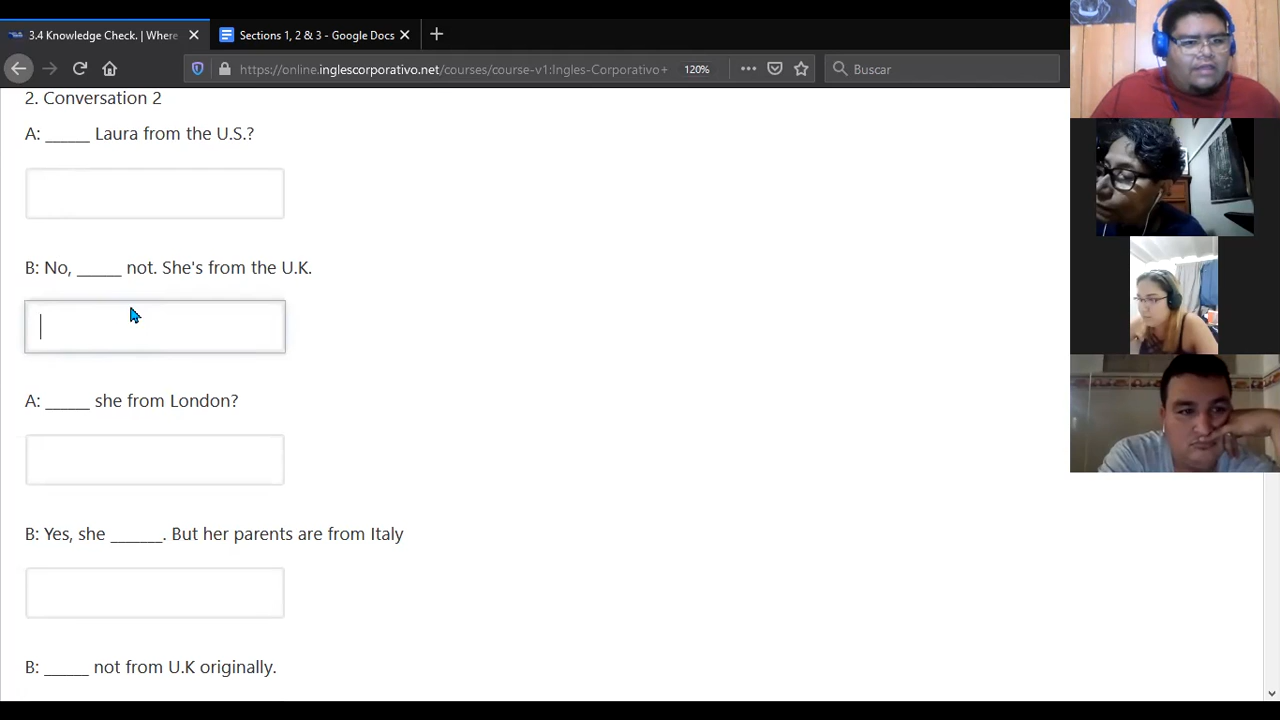 3.4 Knowledge Check. | Where
Sections 1, 2 & 3 - Google Docs
https://online.inglescorporativo.net/courses/course-v1:Ingles-Corporativo+
120%
Buscar
2. Conversation 2
A: _____ Laura from the U.S.?
B: No, _____ not. She's from the U.K.
A: _____ she from London?
B: Yes, she ______. But her parents are from Italy
B: _____ not from U.K originally.